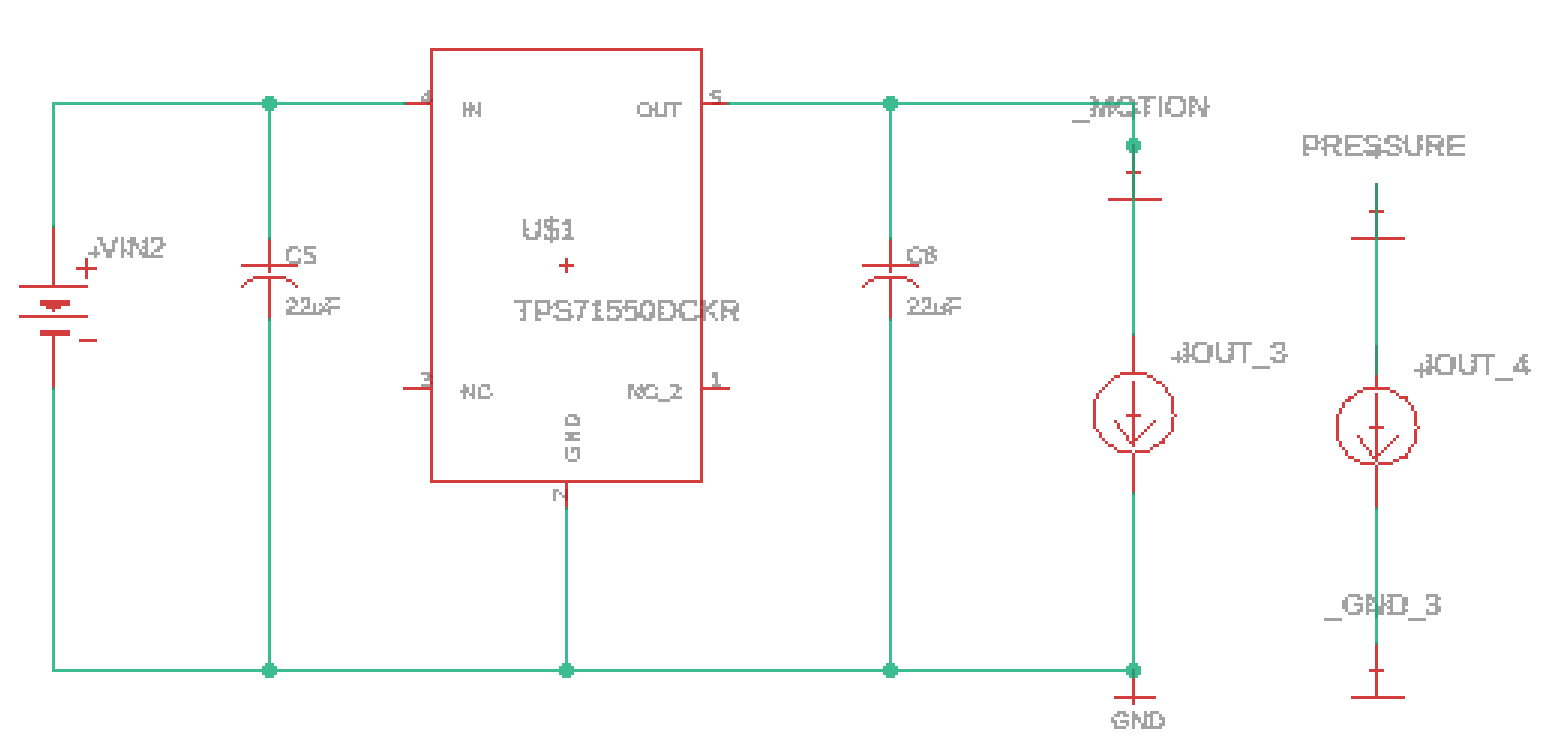 _MOTION
4
IN
OUT
5
PRESSURE
U$1
+
VIN2
C5
C6
22uF
TPS71550DCKR
22uF
IOUT_3
IOUT_4
3
NC
NC_2
1
GND
2
_GND_3
GND